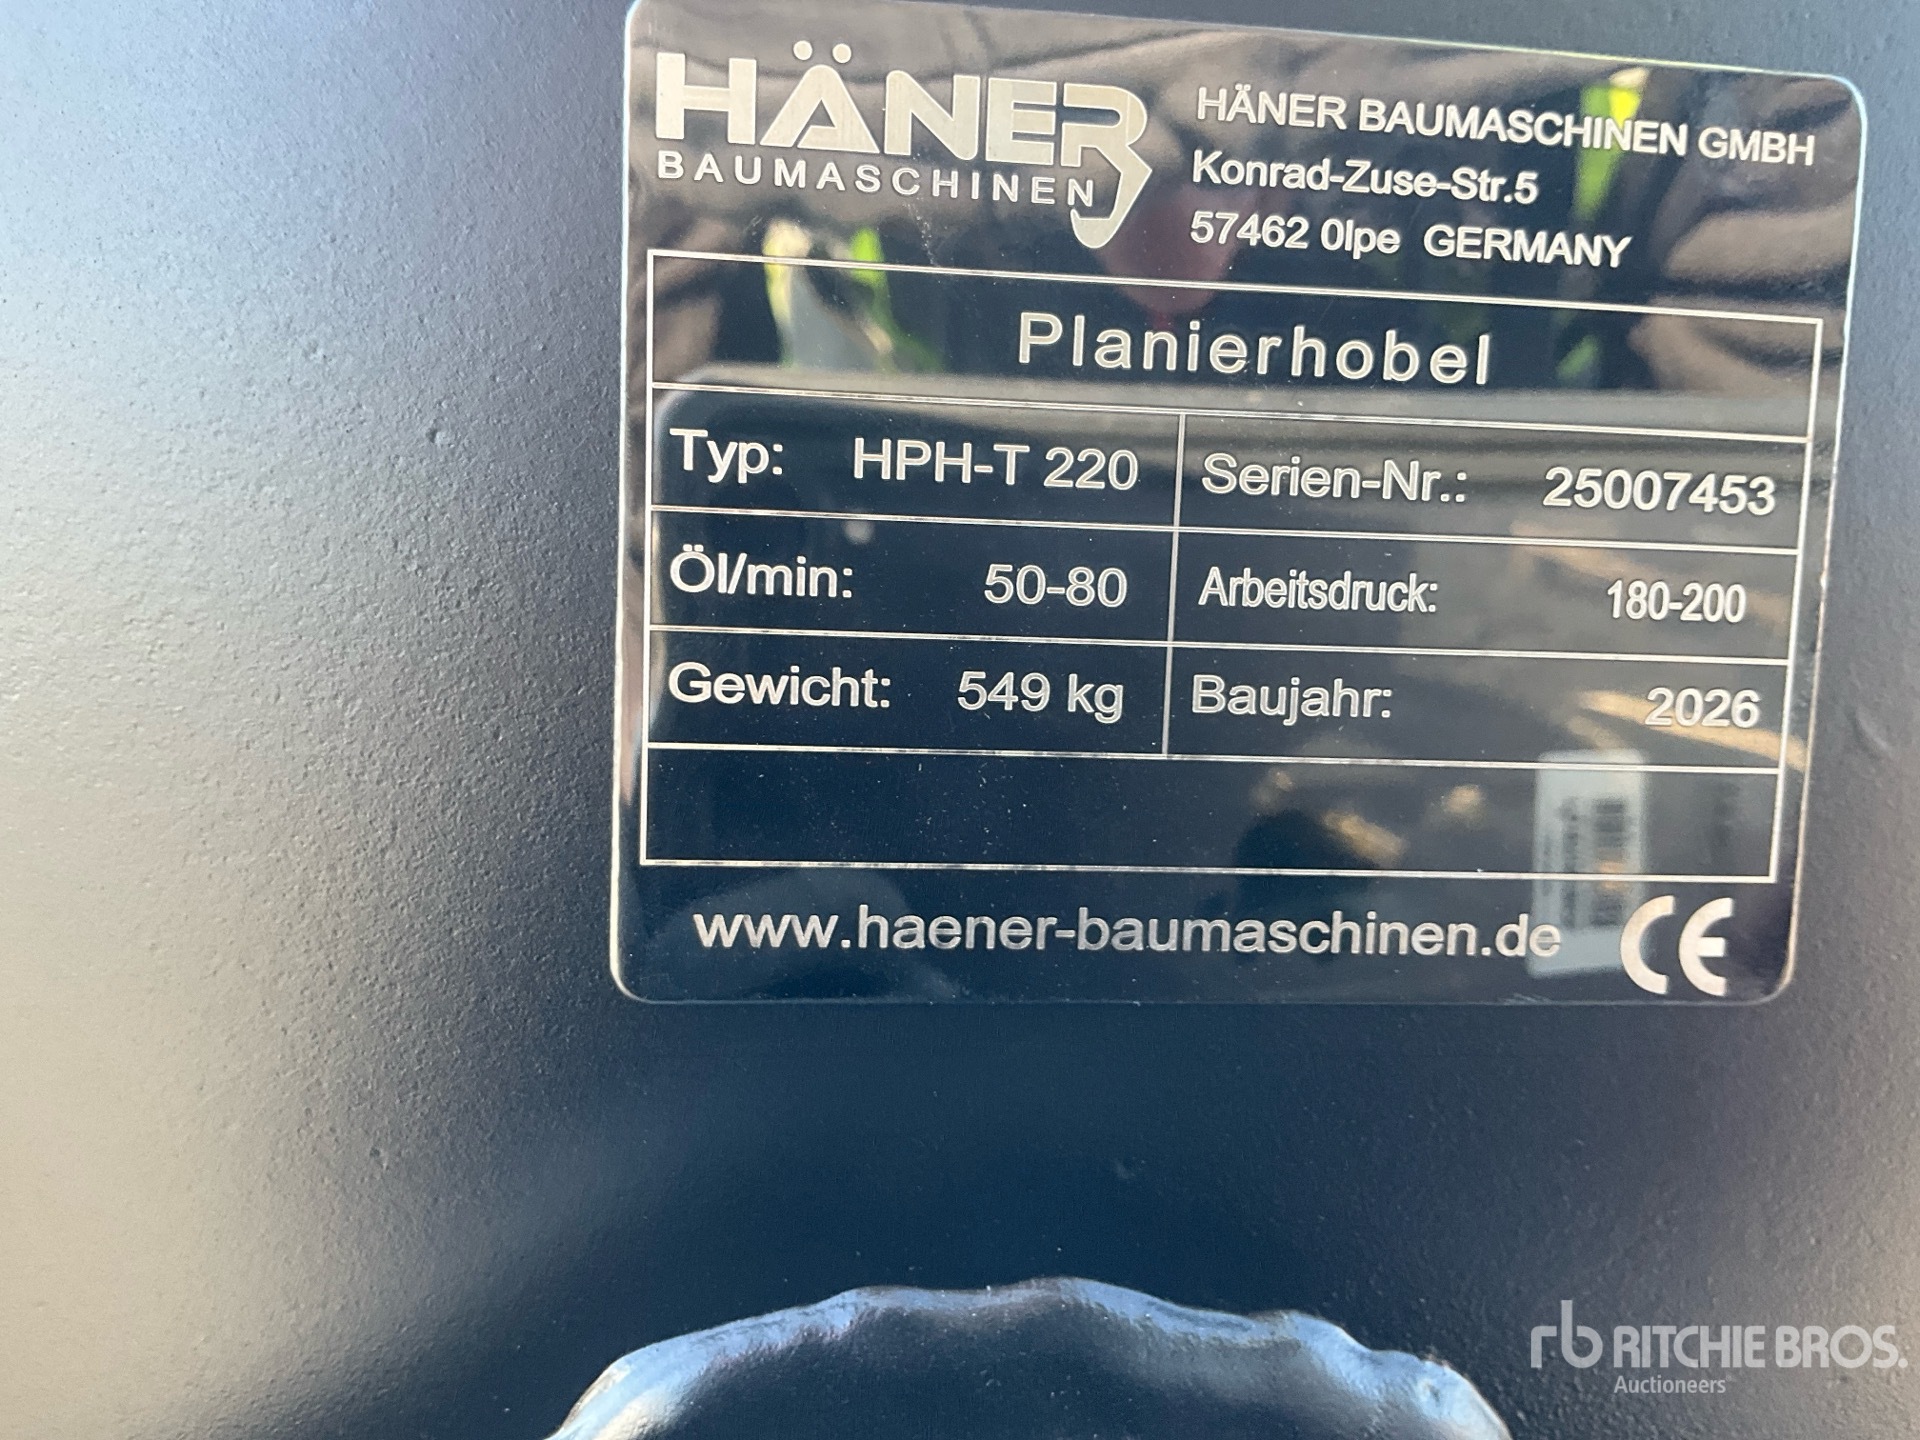 HÄNER
BAUMASCHINEN
HÄNER BAUMASCHINEN GMBH
Konrad-Zuse-Str.5
57462 Olpe GERMANY
Planierhobel
Typ: HPH-T 220 Serien-Nr.: 25007453
Öl/min: 50-80 Arbeitsdruck: 180-200
Gewicht: 549 kg Baujahr: 2026
www.haener-baumaschinen.de CE
rb RITCHIE BROS.
Auctioneers